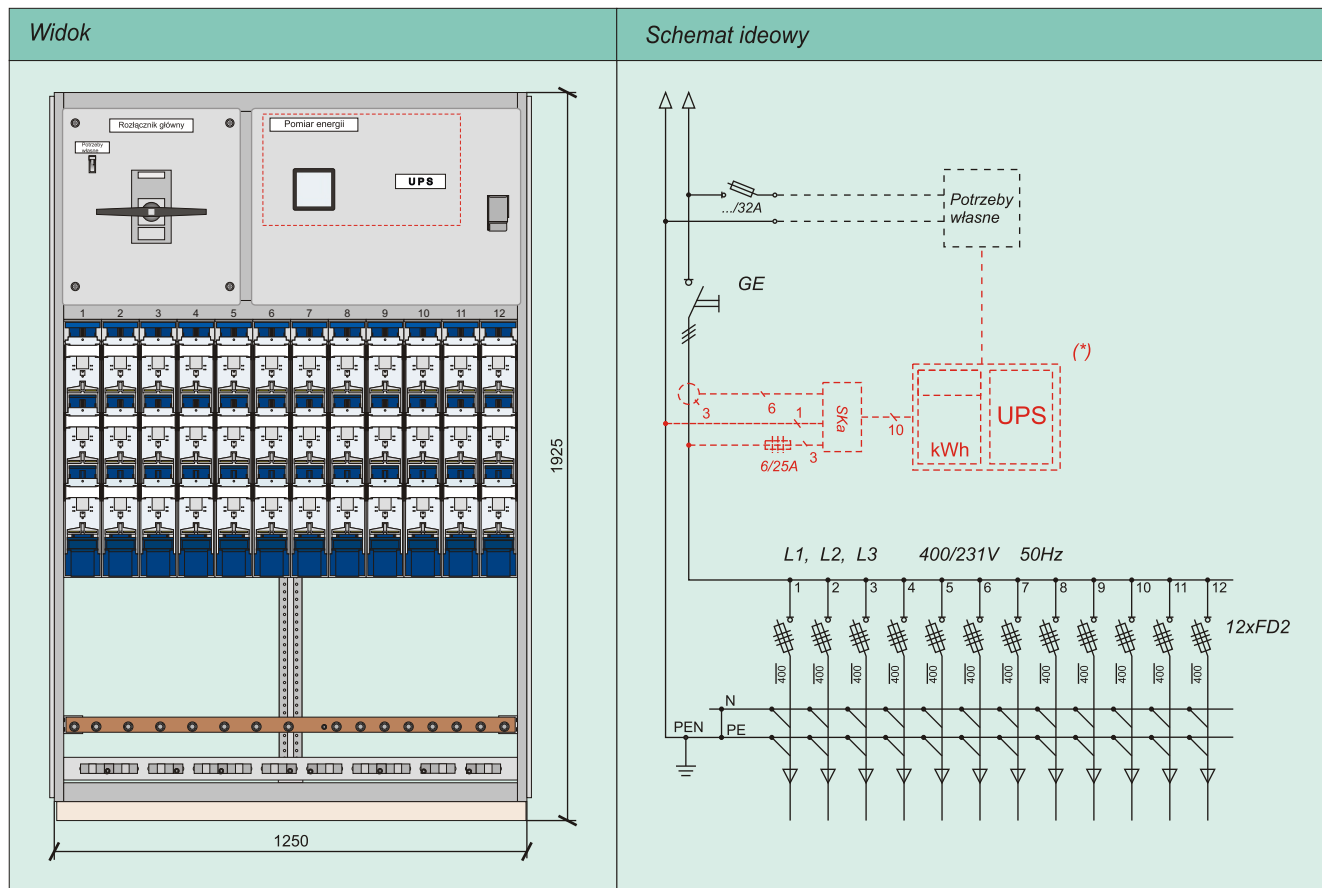 Widok
Schemat ideowy
Rozłącznik główny
Potrzeby
własne
Pomiar energii
UPS
1 2 3 4 5 6 7 8 9 10 11 12
1925
1250
.../32A
Potrzeby
własne
GE
(*)
3
6
1
SKa
10
kWh
UPS
6/25A
3
L1, L2, L3 400/231V 50Hz
1 2 3 4 5 6 7 8 9 10 11 12
12xFD2
400 400 400 400 400 400 400 400 400 400 400 400
N
PEN
PE